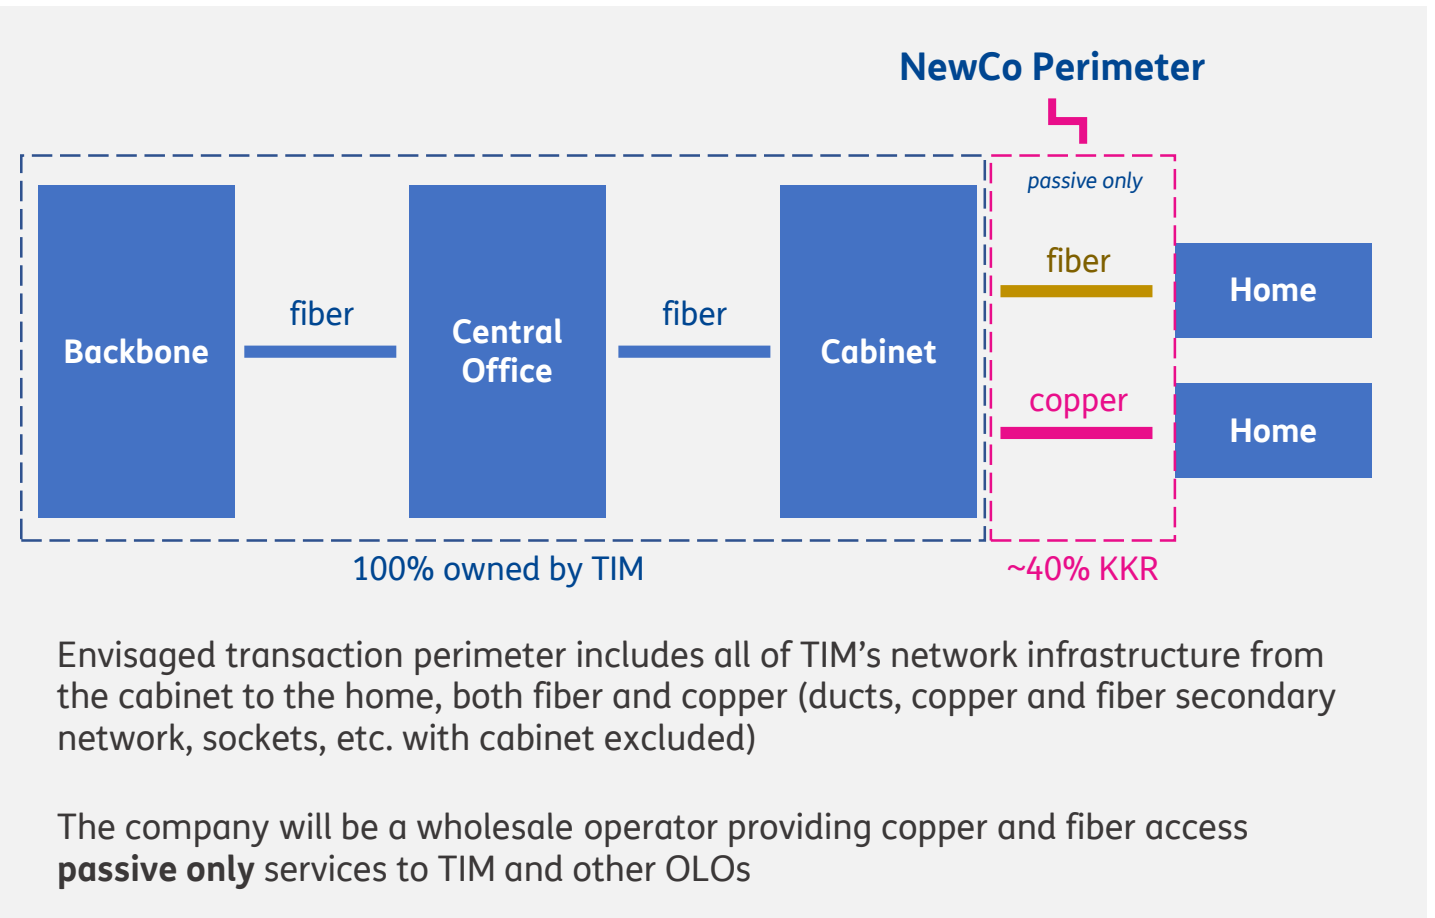 NewCo Perimeter
passive only
Backbone
fiber
Central
Office
fiber
Cabinet
fiber
Home
copper
Home
100% owned by TIM
~40% KKR
Envisaged transaction perimeter includes all of TIM’s network infrastructure from
the cabinet to the home, both fiber and copper (ducts, copper and fiber secondary
network, sockets, etc. with cabinet excluded)
The company will be a wholesale operator providing copper and fiber access
passive only services to TIM and other OLOs